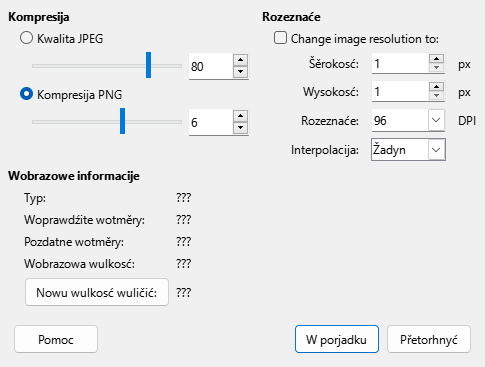 Kompresija
Kwalita JPEG
80
Kompresija PNG
6
Rozeznaće
Change image resolution to:
Šěrokosć: 1 px
Wysokosć: 1 px
Rozeznaće: 96 DPI
Interpolacija: Žadyn
Wobrazowe informacije
Typ: ???
Woprawdźite wotměry: ???
Pozdatne wotměry: ???
Wobrazowa wulkosć: ???
Nowu wulkosć wuličić: ???
Pomoc
W porjadku
Přetorhnyć